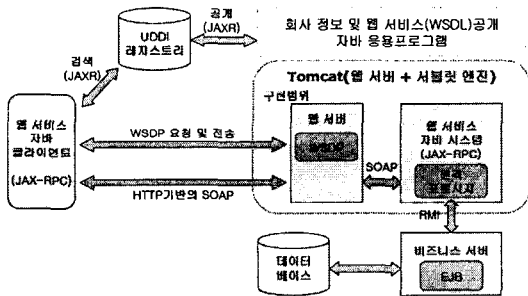 공개
(JAXR)
UDDI
레지스트리
회사 정보 및 웹 서비스(WSDL)공개
자바 응용프로그램
검색
(JAXR)
Tomcat(웹 서버 + 서블릿 엔진)
구현범위
웹 서비스
자바
클라이언트
(JAX-RPC)
WSDP 요청 및 전송
HTTP기반의 SOAP
웹 서버
SOAP
웹 서비스
자바 시스템
(JAX-RPC)
RMI
데이터
베이스
비즈니스 서버
EJB